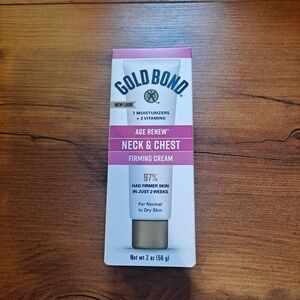 GOLD BOND
NEW LOOK
7 MOISTURIZERS
+ 3 VITAMINS
AGE RENEW™
NECK & CHEST
FIRMING CREAM
97%
HAD FIRMER SKIN
IN JUST 2 WEEKS
For Normal
to Dry Skin
Net wt 2 oz (56 g)